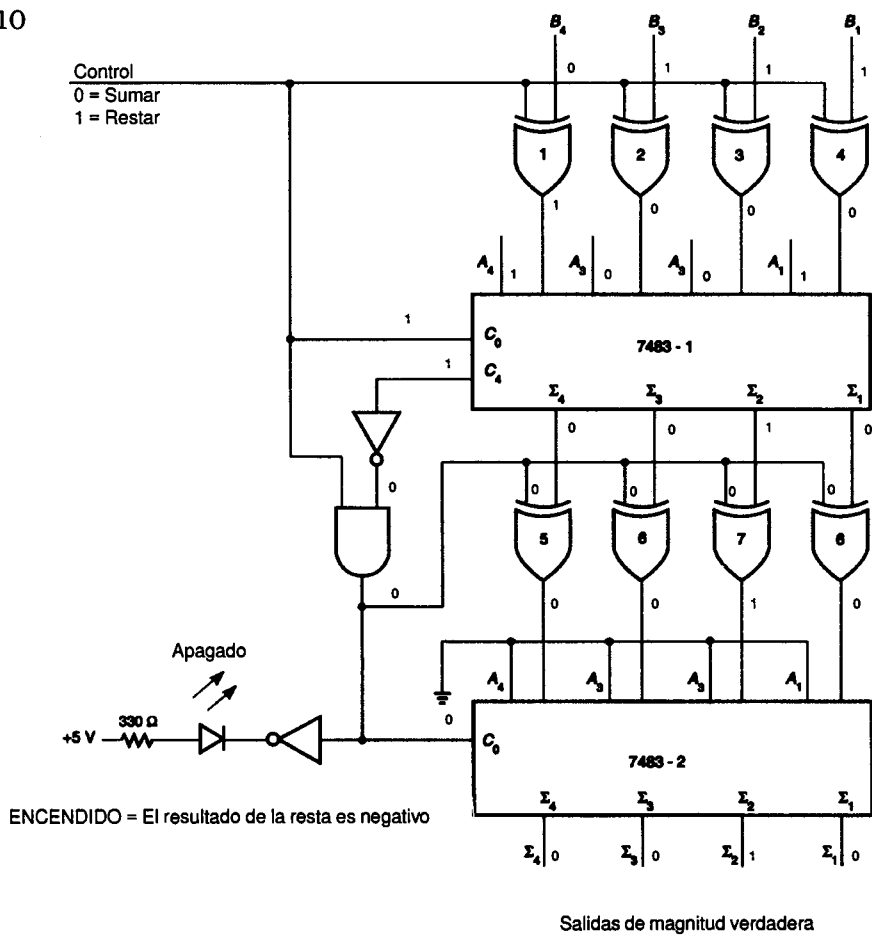 10
B₄ B₃ B₂ B₁
Control
0 = Sumar
1 = Restar
0 1 1 1
1 2 3 4
1 0 0 0
A₄ 1 A₃ 0 A₃ 0 A₁ 1
1 C₀ 7483 - 1
1 C₄
Σ₄ Σ₃ Σ₂ Σ₁
0 0 1 0
0 0 0 0 0
5 6 7 6
0 0 0 1 0
Apagado
A₄ A₃ A₃ A₁
330 Ω
+5 V 0 C₀ 7483 - 2
ENCENDIDO = El resultado de la resta es negativo
Σ₄ Σ₃ Σ₂ Σ₁
Σ₄ 0 Σ₃ 0 Σ₂ 1 Σ₁ 0
Salidas de magnitud verdadera